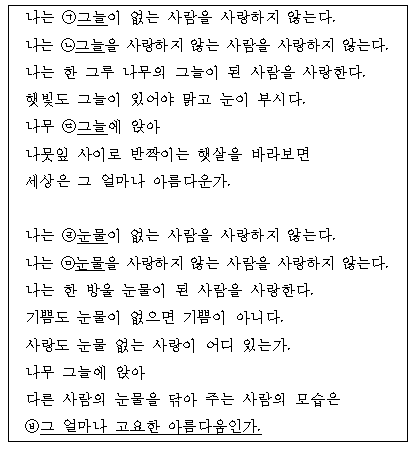 나는 ㉠그늘이 없는 사람을 사랑하지 않는다.
나는 ㉡그늘을 사랑하지 않는 사람을 사랑하지 않는다.
나는 한 그루 나무의 그늘이 된 사람을 사랑한다.
햇빛도 그늘이 있어야 맑고 눈이 부시다.
나무 ㉢그늘에 앉아
나뭇잎 사이로 반짝이는 햇살을 바라보면
세상은 그 얼마나 아름다운가.
나는 ㉣눈물이 없는 사람을 사랑하지 않는다.
나는 ㉤눈물을 사랑하지 않는 사람을 사랑하지 않는다.
나는 한 방울 눈물이 된 사람을 사랑한다.
기쁨도 눈물이 없으면 기쁨이 아니다.
사랑도 눈물 없는 사랑이 어디 있는가.
나무 그늘에 앉아
다른 사람의 눈물을 닦아 주는 사람의 모습은
㉥그 얼마나 고요한 아름다움인가.